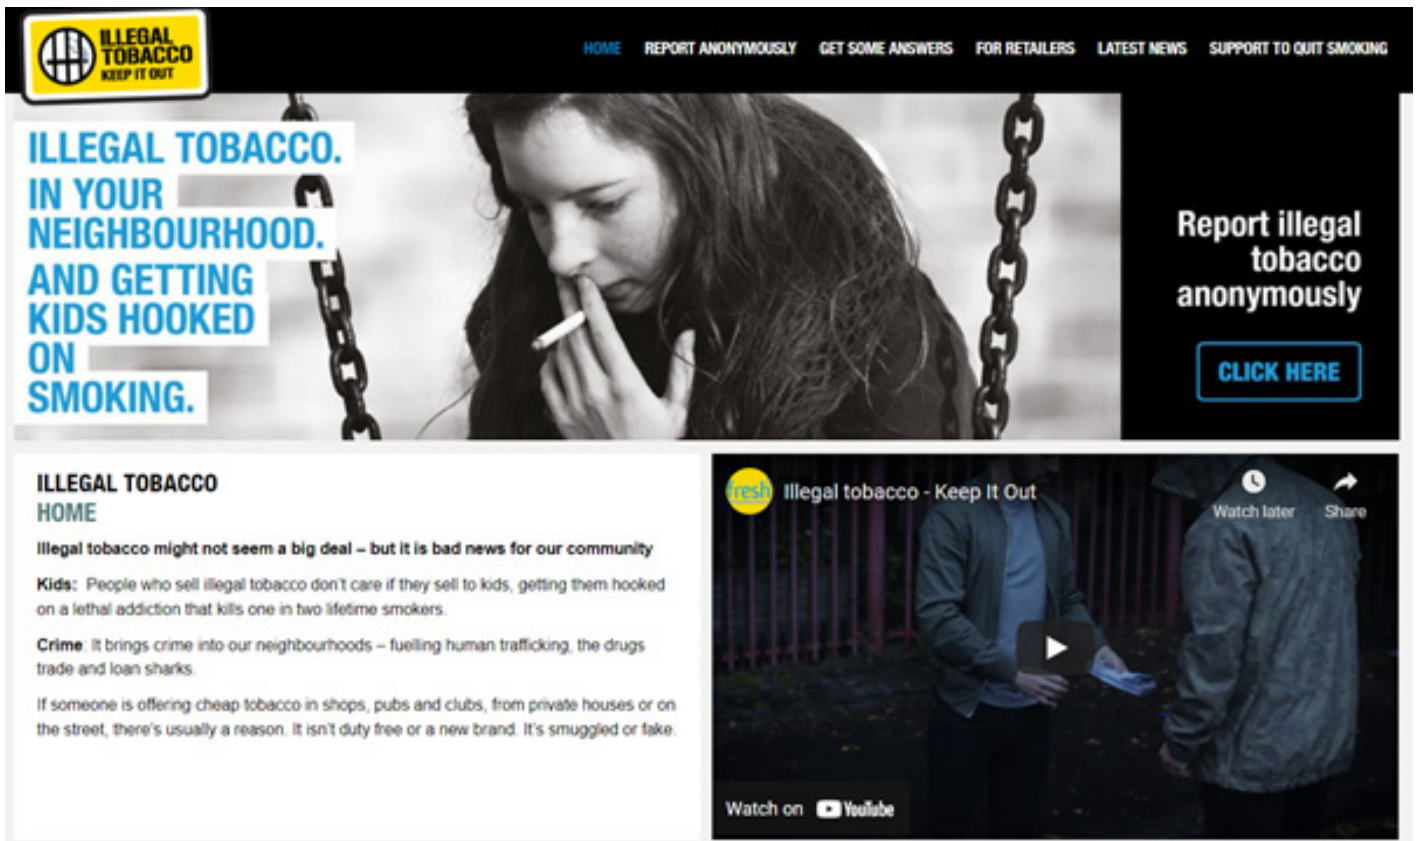 ILLEGAL
TOBACCO
KEEP IT OUT
HOME REPORT ANONYMOUSLY GET SOME ANSWERS FOR RETAILERS LATEST NEWS SUPPORT TO QUIT SMOKING
ILLEGAL TOBACCO.
IN YOUR
NEIGHBOURHOOD.
AND GETTING
KIDS HOOKED
ON
SMOKING.
Report illegal
tobacco
anonymously
CLICK HERE
ILLEGAL TOBACCO
HOME
Illegal tobacco might not seem a big deal – but it is bad news for our community
Kids: People who sell illegal tobacco don't care if they sell to kids, getting them hooked
on a lethal addiction that kills one in two lifetime smokers.
Crime: It brings crime into our neighbourhoods – fuelling human trafficking, the drugs
trade and loan sharks.
If someone is offering cheap tobacco in shops, pubs and clubs, from private houses or on
the street, there's usually a reason. It isn't duty free or a new brand. It's smuggled or fake.
fresh Illegal tobacco - Keep It Out
Watch later Share
Watch on YouTube